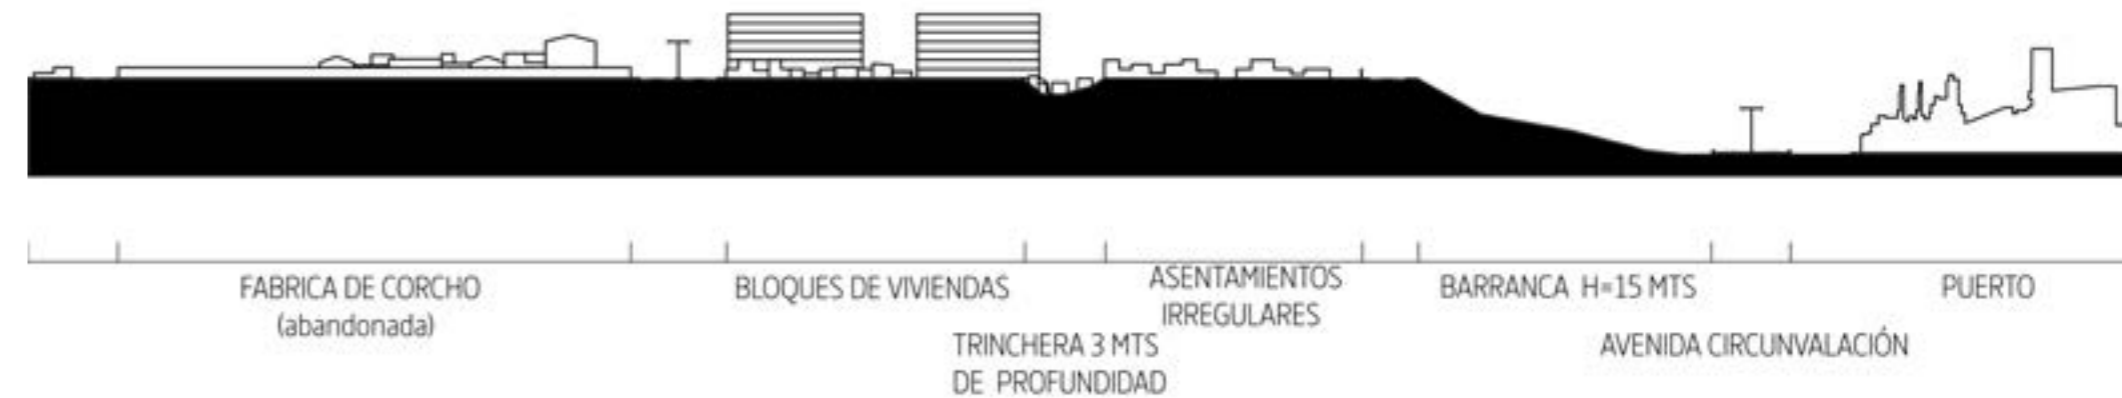 FABRICA DE CORCHO
(abandonada)
BLOQUES DE VIVIENDAS
TRINCHERA 3 MTS
DE PROFUNDIDAD
ASENTAMIENTOS
IRREGULARES
BARRANCA H=15 MTS
AVENIDA CIRCUNVALACIÓN
PUERTO